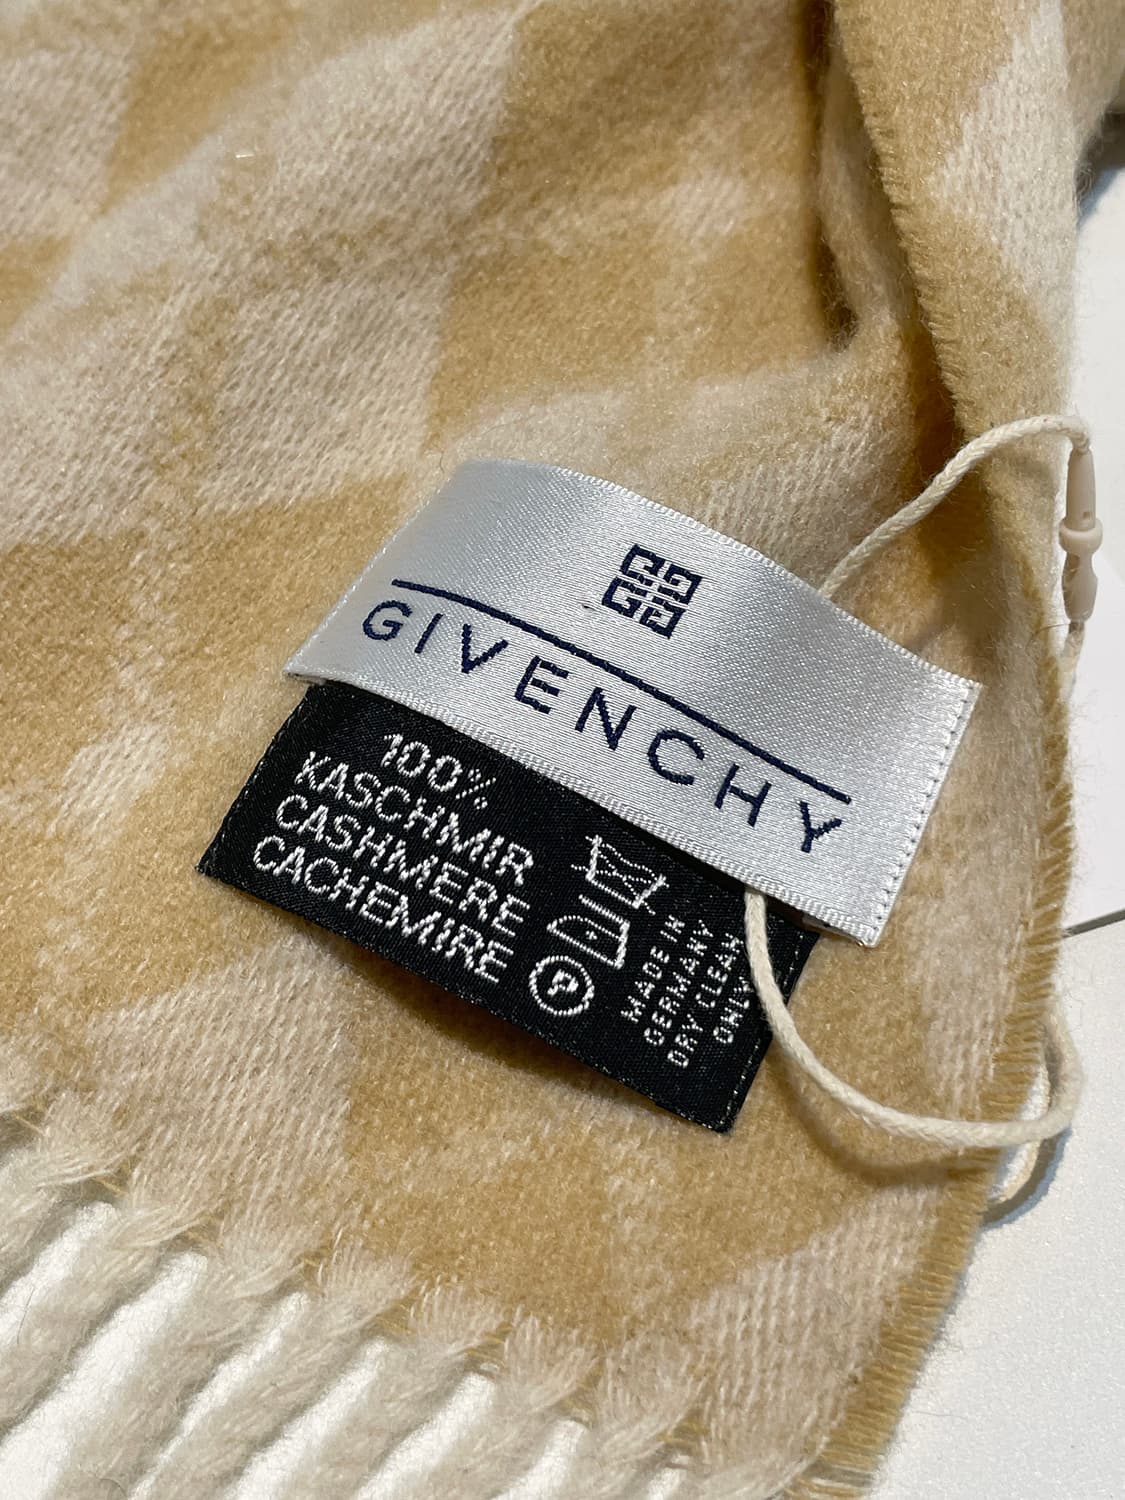 GIVENCHY
100%
KASCHMIR
CASHMERE
CACHEMIRE
P
MADE IN
GERMANY
DRY CLEAN
ONLY